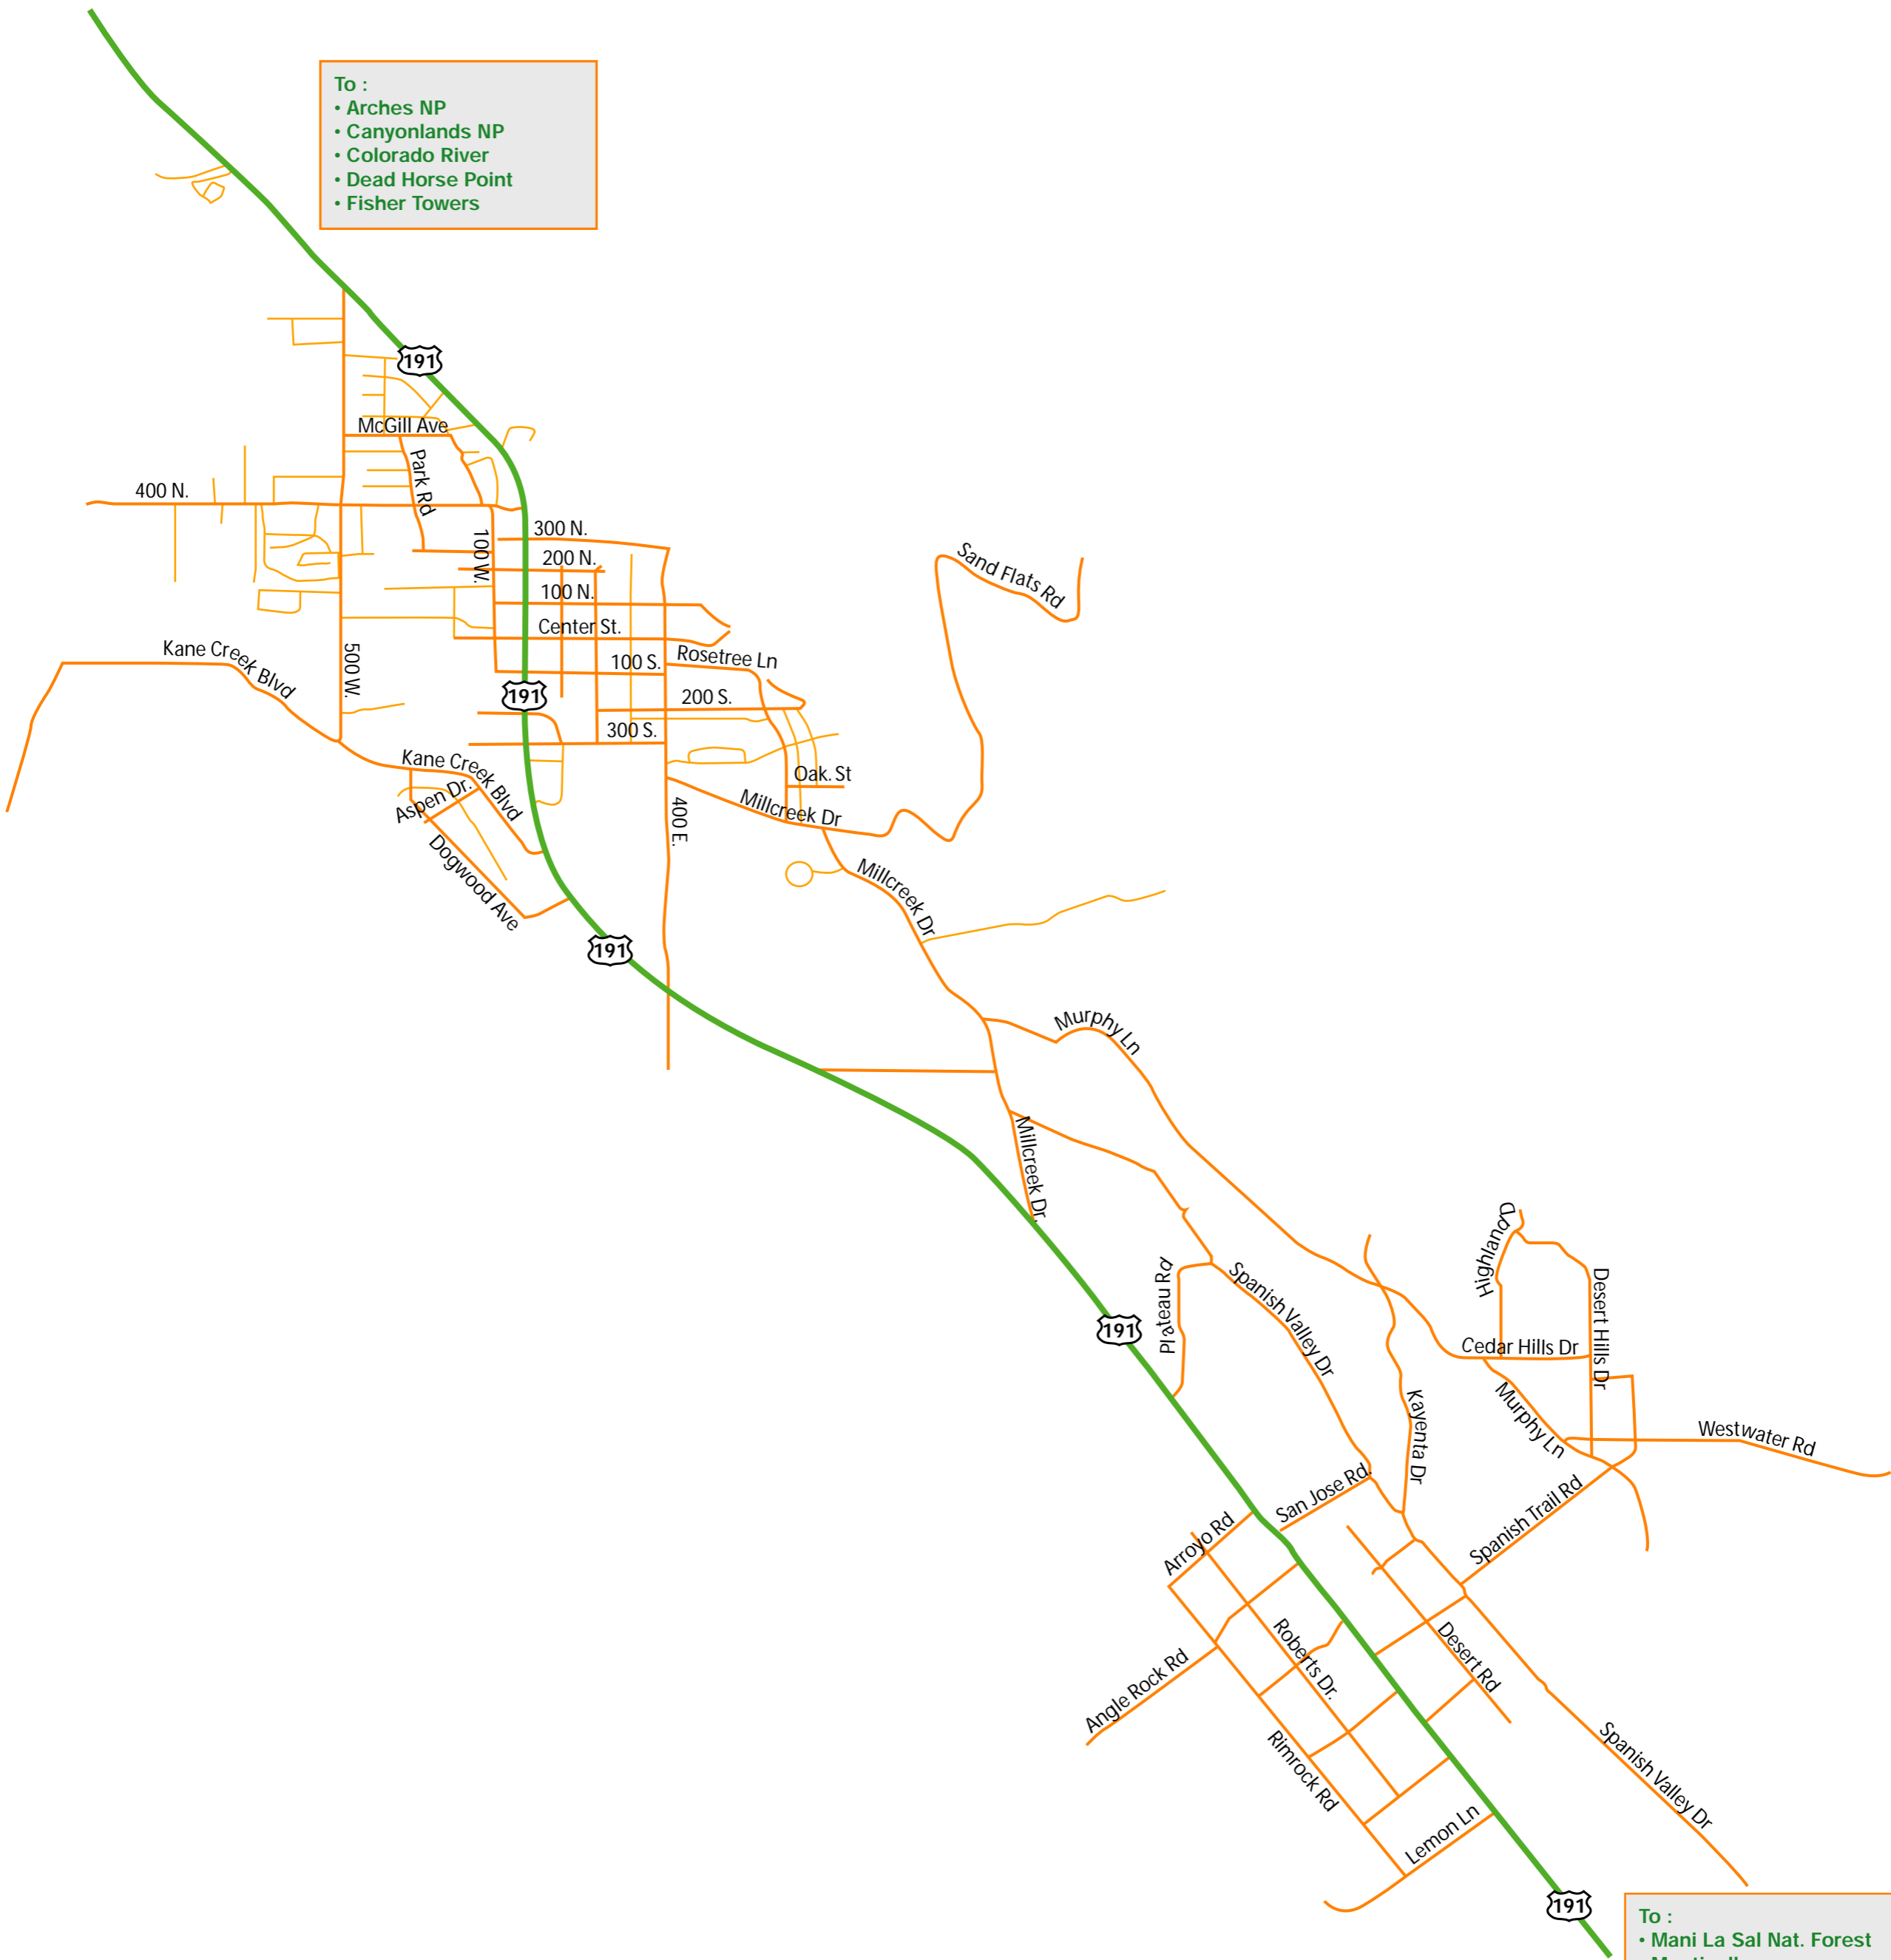 To :
• Arches NP
• Canyonlands NP
• Colorado River
• Dead Horse Point
• Fisher Towers
191
McGill Ave
Park Rd
400 N.
100 W.
300 N.
200 N.
100 N.
Center St.
Sand Flats Rd
Kane Creek Blvd
500 W.
100 S.
Rosetree Ln
191
200 S.
300 S.
Kane Creek Blvd
Aspen Dr.
Oak. St
Millcreek Dr
400 E.
Dogwood Ave
Millcreek Dr
191
Murphy Ln
Millcreek Dr.
Highland D
Plateau Rd
Spanish Valley Dr
Desert Hills Dr
191
Cedar Hills Dr
Kayenta Dr
Murphy Ln
Westwater Rd
San Jose Rd.
Spanish Trail Rd
Arroyo Rd
Roberts Dr.
Desert Rd
Angle Rock Rd
Rimrock Rd
Spanish Valley Dr
Lemon Ln
191
To :
• Mani La Sal Nat. Forest